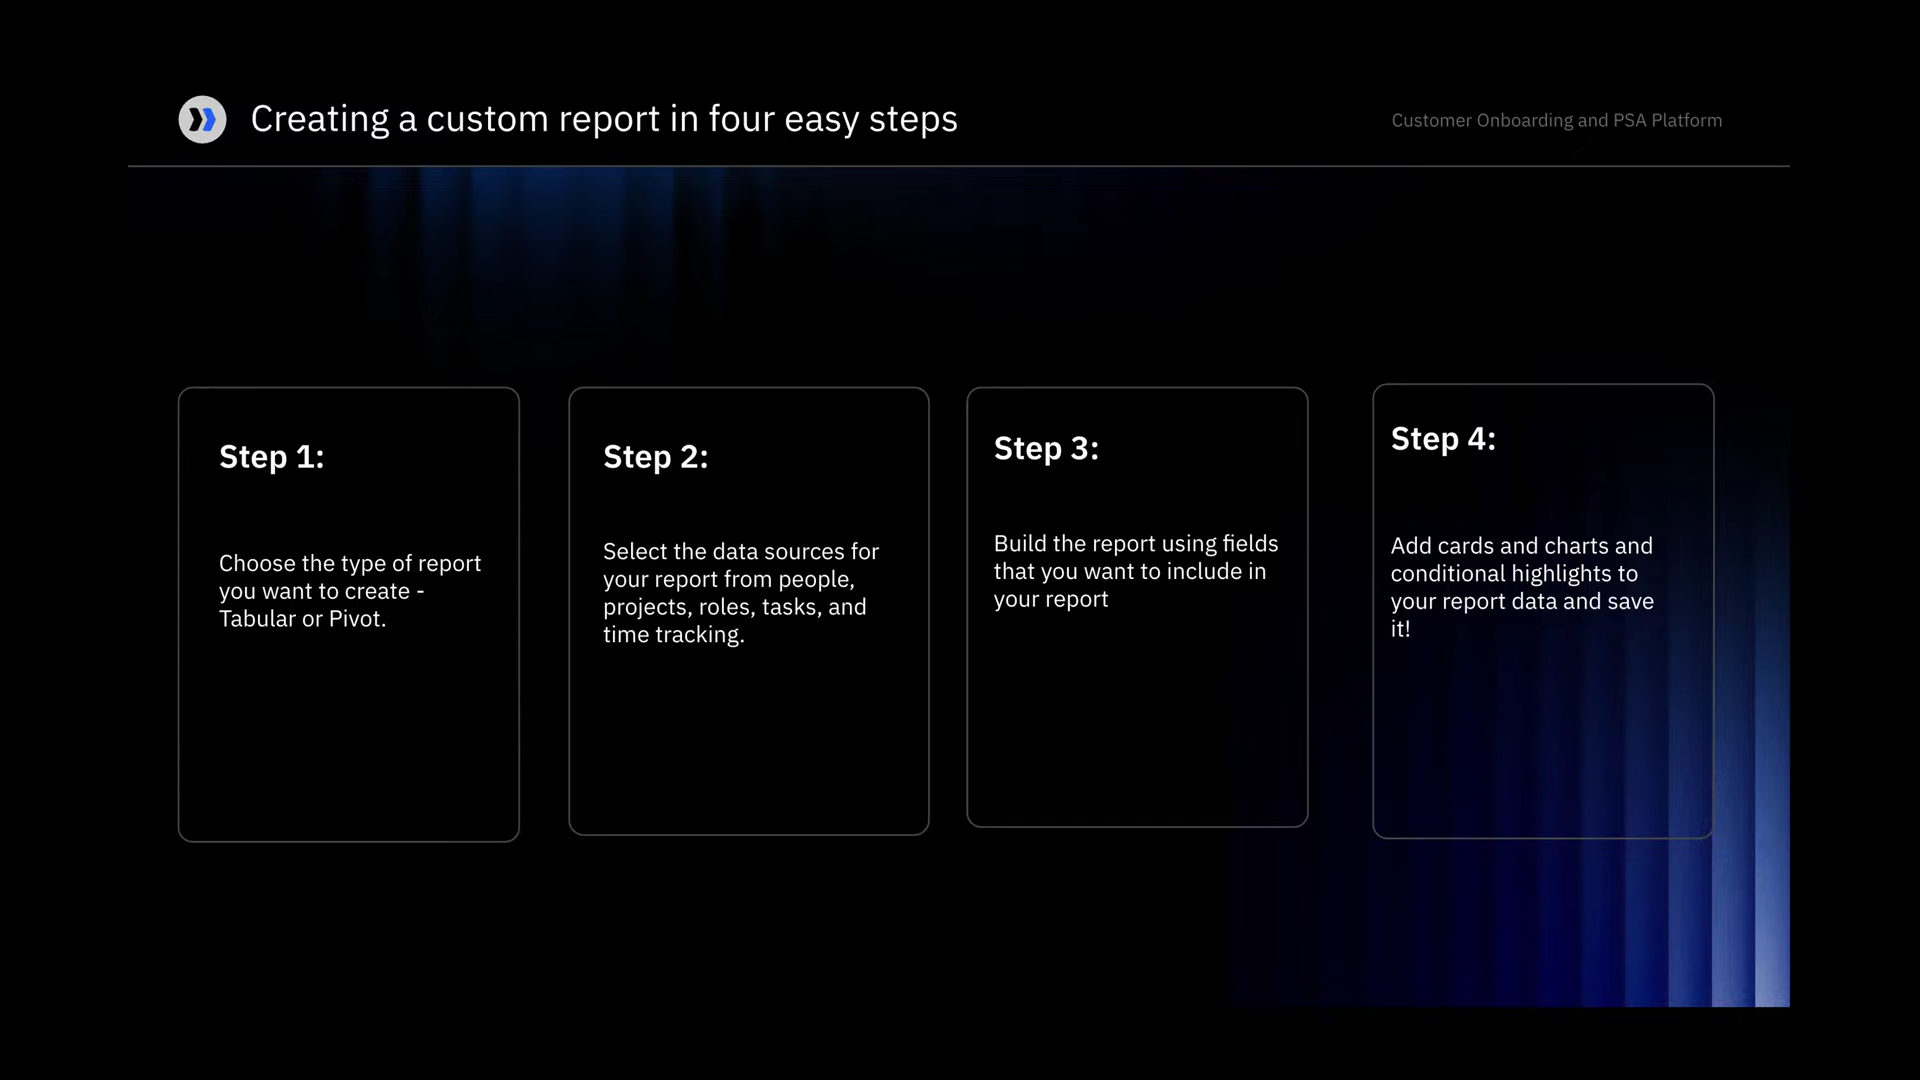 Creating a custom report in four easy steps
Customer Onboarding and PSA Platform
Step 1:
Choose the type of report
you want to create -
Tabular or Pivot.
Step 2:
Select the data sources for
your report from people,
projects, roles, tasks, and
time tracking.
Step 3:
Build the report using fields
that you want to include in
your report
Step 4:
Add cards and charts and
conditional highlights to
your report data and save
it!